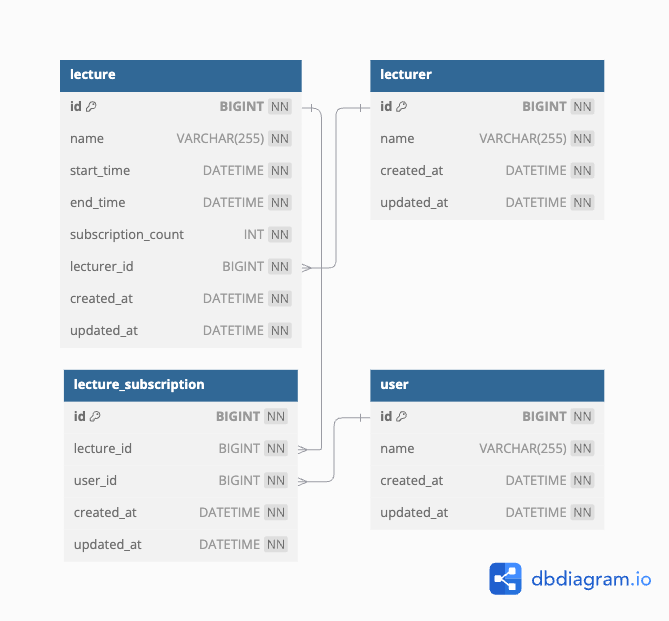 lecture
id BIGINT NN
name VARCHAR(255) NN
start_time DATETIME NN
end_time DATETIME NN
subscription_count INT NN
lecturer_id BIGINT NN
created_at DATETIME NN
updated_at DATETIME NN
lecturer
id BIGINT NN
name VARCHAR(255) NN
created_at DATETIME NN
updated_at DATETIME NN
lecture_subscription
id BIGINT NN
lecture_id BIGINT NN
user_id BIGINT NN
created_at DATETIME NN
updated_at DATETIME NN
user
id BIGINT NN
name VARCHAR(255) NN
created_at DATETIME NN
updated_at DATETIME NN
dbdiagram.io